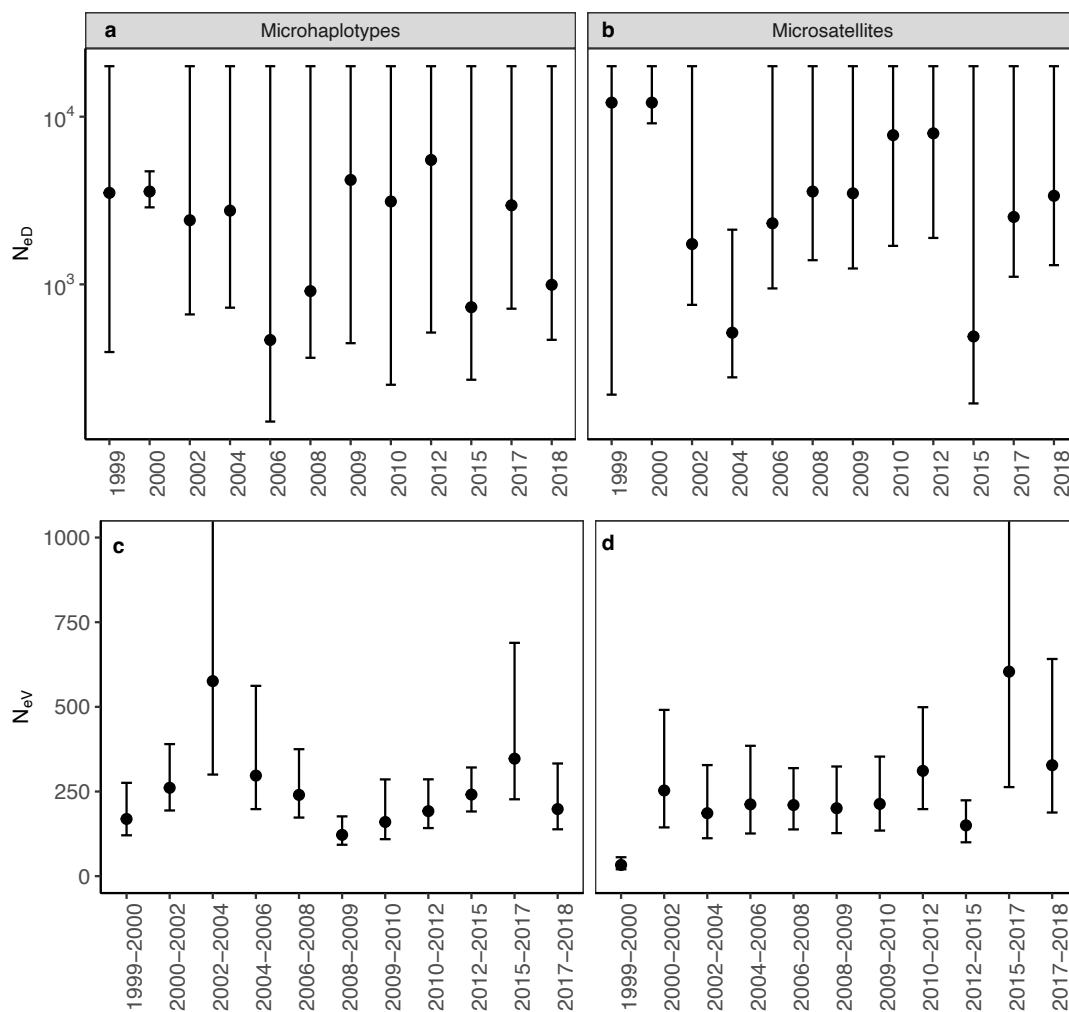 a Microhaplotypes
b Microsatellites
N_eD
10^4
10^3
1999 2000 2002 2004 2006 2008 2009 2010 2012 2015 2017 2018
1999 2000 2002 2004 2006 2008 2009 2010 2012 2015 2017 2018
c
d
N_eV
1000
750
500
250
0
1999–2000 2000–2002 2002–2004 2004–2006 2006–2008 2008–2009 2009–2010 2010–2012 2012–2015 2015–2017 2017–2018
1999–2000 2000–2002 2002–2004 2004–2006 2006–2008 2008–2009 2009–2010 2010–2012 2012–2015 2015–2017 2017–2018